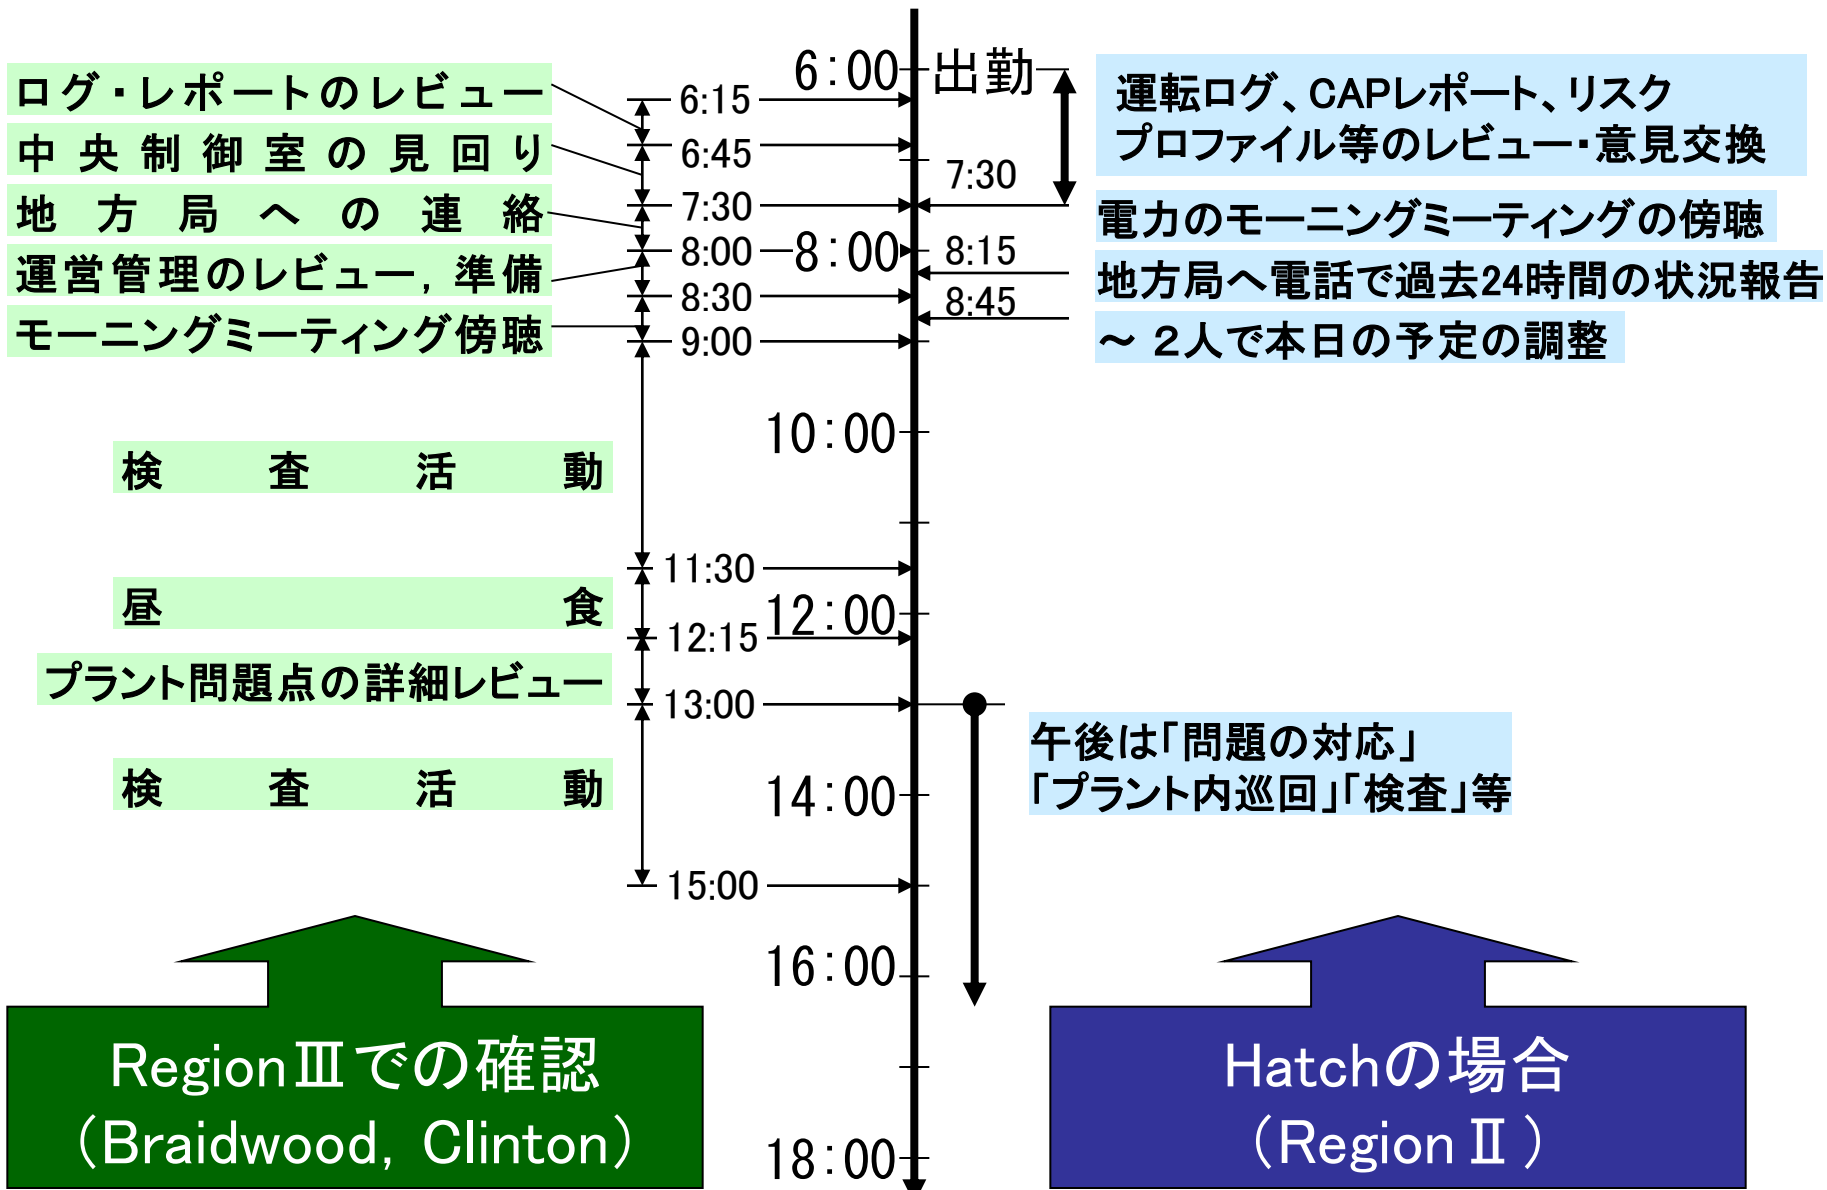 ログ・レポートのレビュー
中央制御室の見回り
地方局への連絡
運営管理のレビュー，準備
モーニングミーティング傍聴
検査活動
昼食
プラント問題点の詳細レビュー
検査活動
6:15
6:45
7:30
8:00
8:30
9:00
11:30
12:15
13:00
15:00
6:00
8:00
10:00
12:00
14:00
16:00
18:00
出勤
7:30
8:15
8:45
運転ログ、CAPレポート、リスク
プロファイル等のレビュー・意見交換
電力のモーニングミーティングの傍聴
地方局へ電話で過去24時間の状況報告
～ ２人で本日の予定の調整
午後は「問題の対応」
「プラント内巡回」「検査」等
RegionⅢでの確認
（Braidwood, Clinton）
Hatchの場合
（RegionⅡ）